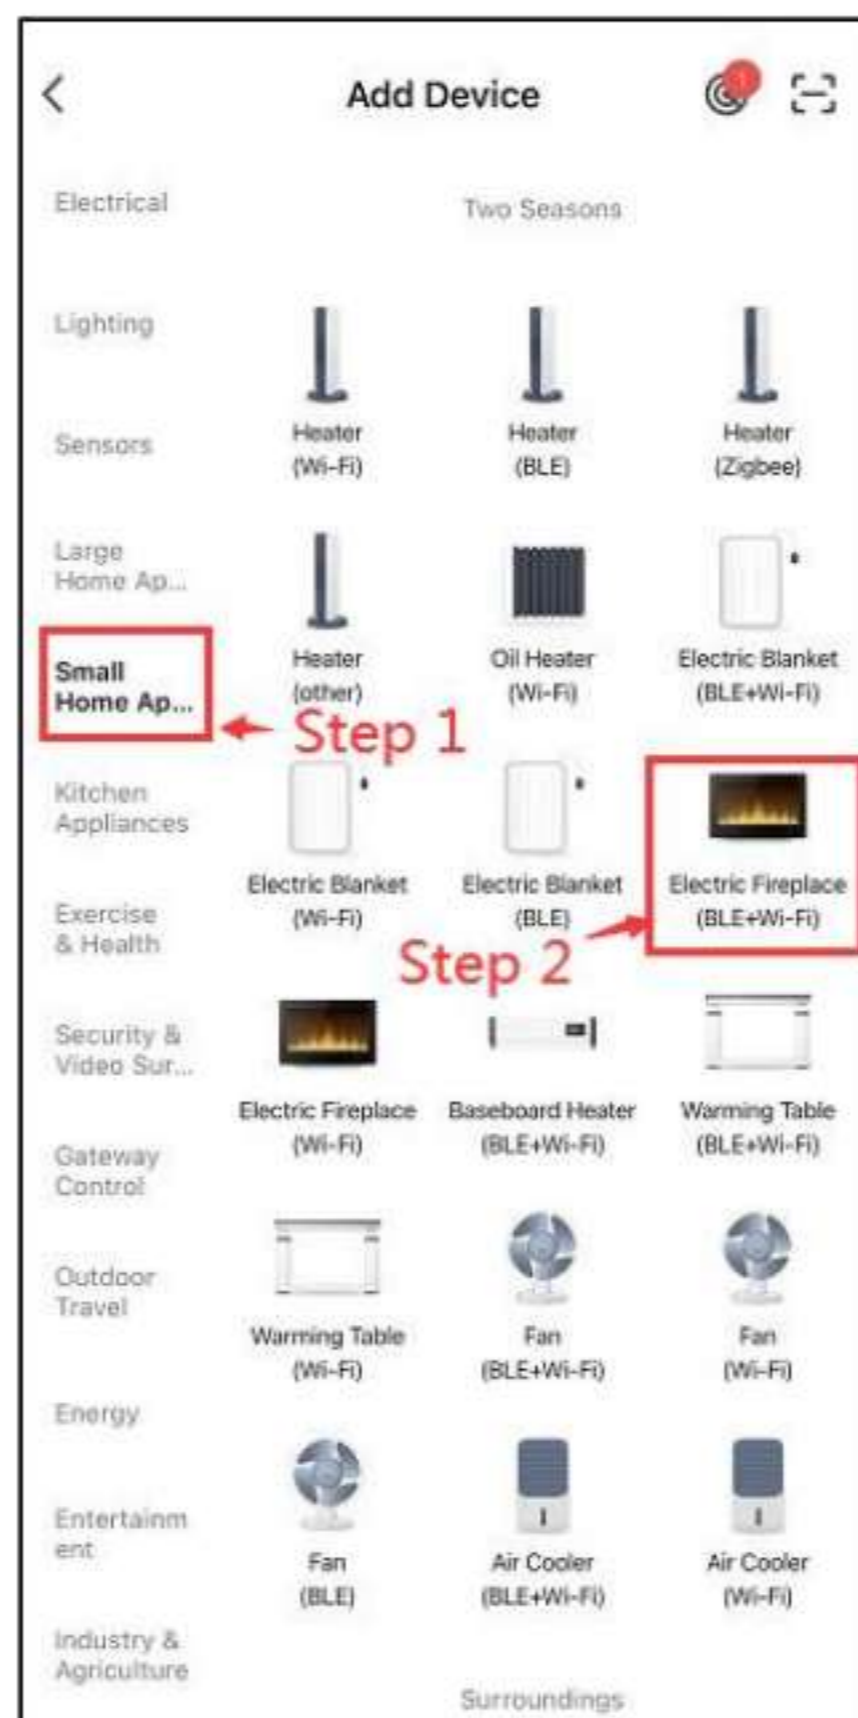 Add Device
1
Electrical
Lighting
Sensors
Large
Home Ap...
Small
Home Ap...
Kitchen
Appliances
Exercise
& Health
Security &
Video Sur...
Gateway
Control
Outdoor
Travel
Energy
Entertainm
ent
Industry &
Agriculture
Two Seasons
Heater
(Wi-Fi)
Heater
(BLE)
Heater
(Zigbee)
Heater
(other)
Oil Heater
(Wi-Fi)
Electric Blanket
(BLE+Wi-Fi)
Step 1
Electric Blanket
(Wi-Fi)
Electric Blanket
(BLE)
Electric Fireplace
(BLE+Wi-Fi)
Step 2
Electric Fireplace
(Wi-Fi)
Baseboard Heater
(BLE+Wi-Fi)
Warming Table
(BLE+Wi-Fi)
Warming Table
(Wi-Fi)
Fan
(BLE+Wi-Fi)
Fan
(Wi-Fi)
Fan
(BLE)
Air Cooler
(BLE+Wi-Fi)
Air Cooler
(Wi-Fi)
Surroundings